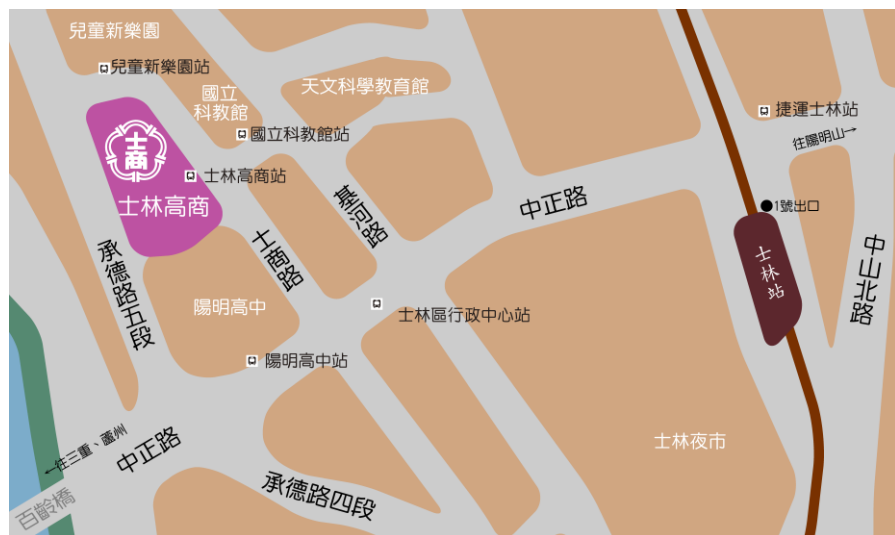 兒童新樂園
兒童新樂園站
國立
科教館
天文科學教育館
國立科教館站
捷運士林站
往陽明山→
士商
士林高商站
士林高商
基河路
中正路
1號出口
士林站
中山北路
承德路五段
士商路
陽明高中
士林區行政中心站
陽明高中站
←往三重、蘆州
中正路
士林夜市
承德路四段
百齡橋